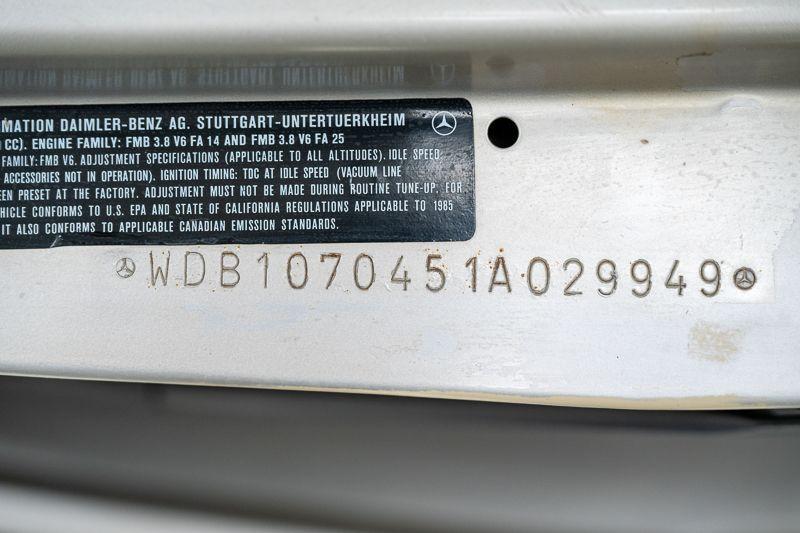 MATION DAIMLER-BENZ AG. STUTTGART-UNTERTUERKHEIM
CC). ENGINE FAMILY: FMB 3.8 V6 FA 14 AND FMB 3.8 V6 FA 25
FAMILY: FMB V6. ADJUSTMENT SPECIFICATIONS (APPLICABLE TO ALL ALTITUDES). IDLE SPEED
ACCESSORIES NOT IN OPERATION). IGNITION TIMING: TDC AT IDLE SPEED (VACUUM LINE
EEN PRESET AT THE FACTORY. ADJUSTMENT MUST NOT BE MADE DURING ROUTINE TUNE-UP. FOR
EHICLE CONFORMS TO U.S. EPA AND STATE OF CALIFORNIA REGULATIONS APPLICABLE TO 1985
IT ALSO CONFORMS TO APPLICABLE CANADIAN EMISSION STANDARDS.
WDB1070451A029949